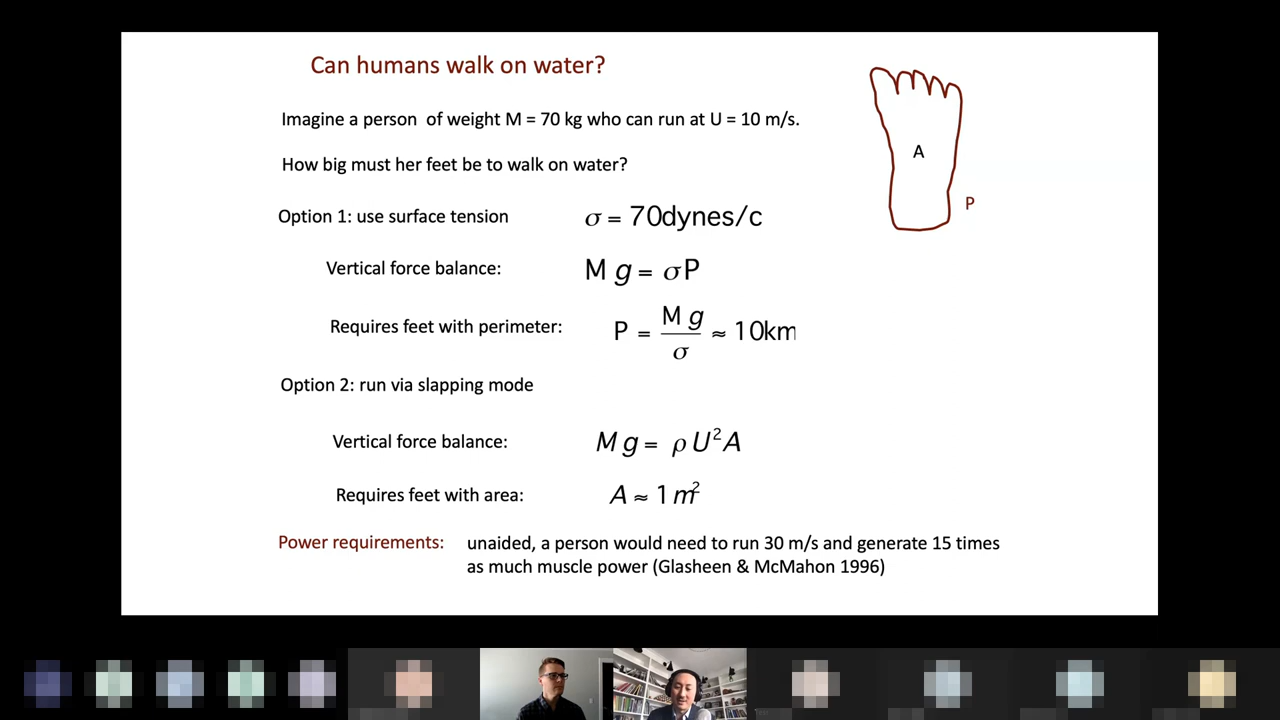 Can humans walk on water?
Imagine a person of weight M = 70 kg who can run at U = 10 m/s.
How big must her feet be to walk on water?
A
P
Option 1: use surface tension σ = 70dynes/c
Vertical force balance: M g = σP
Requires feet with perimeter: P = M g / σ ≈ 10km
Option 2: run via slapping mode
Vertical force balance: M g = ρ U² A
Requires feet with area: A ≈ 1 m²
Power requirements: unaided, a person would need to run 30 m/s and generate 15 times
as much muscle power (Glasheen & McMahon 1996)